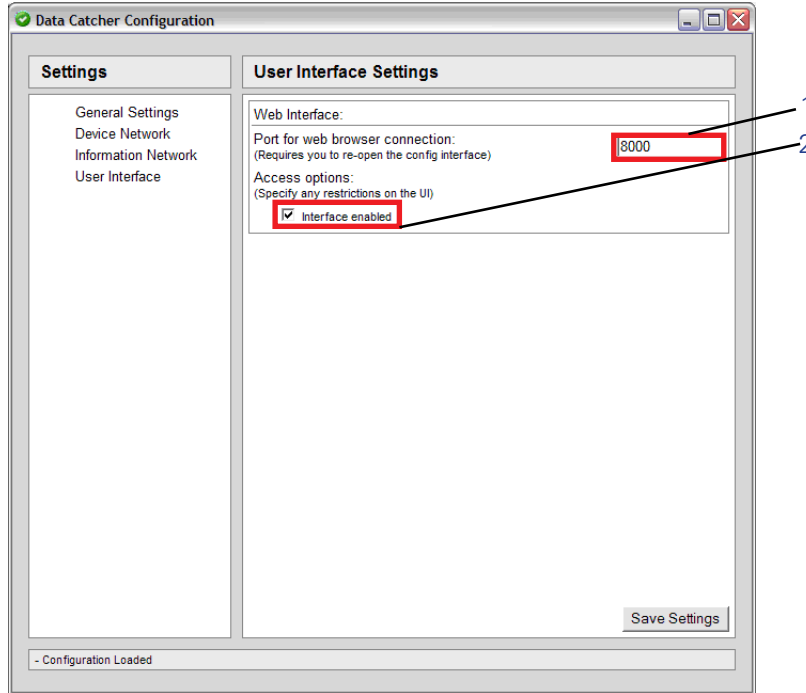 Data Catcher Configuration
Settings
General Settings
Device Network
Information Network
User Interface
User Interface Settings
Web Interface:
Port for web browser connection:
(Requires you to re-open the config interface)
8000
Access options:
(Specify any restrictions on the UI)
Interface enabled
1
2
Save Settings
- Configuration Loaded